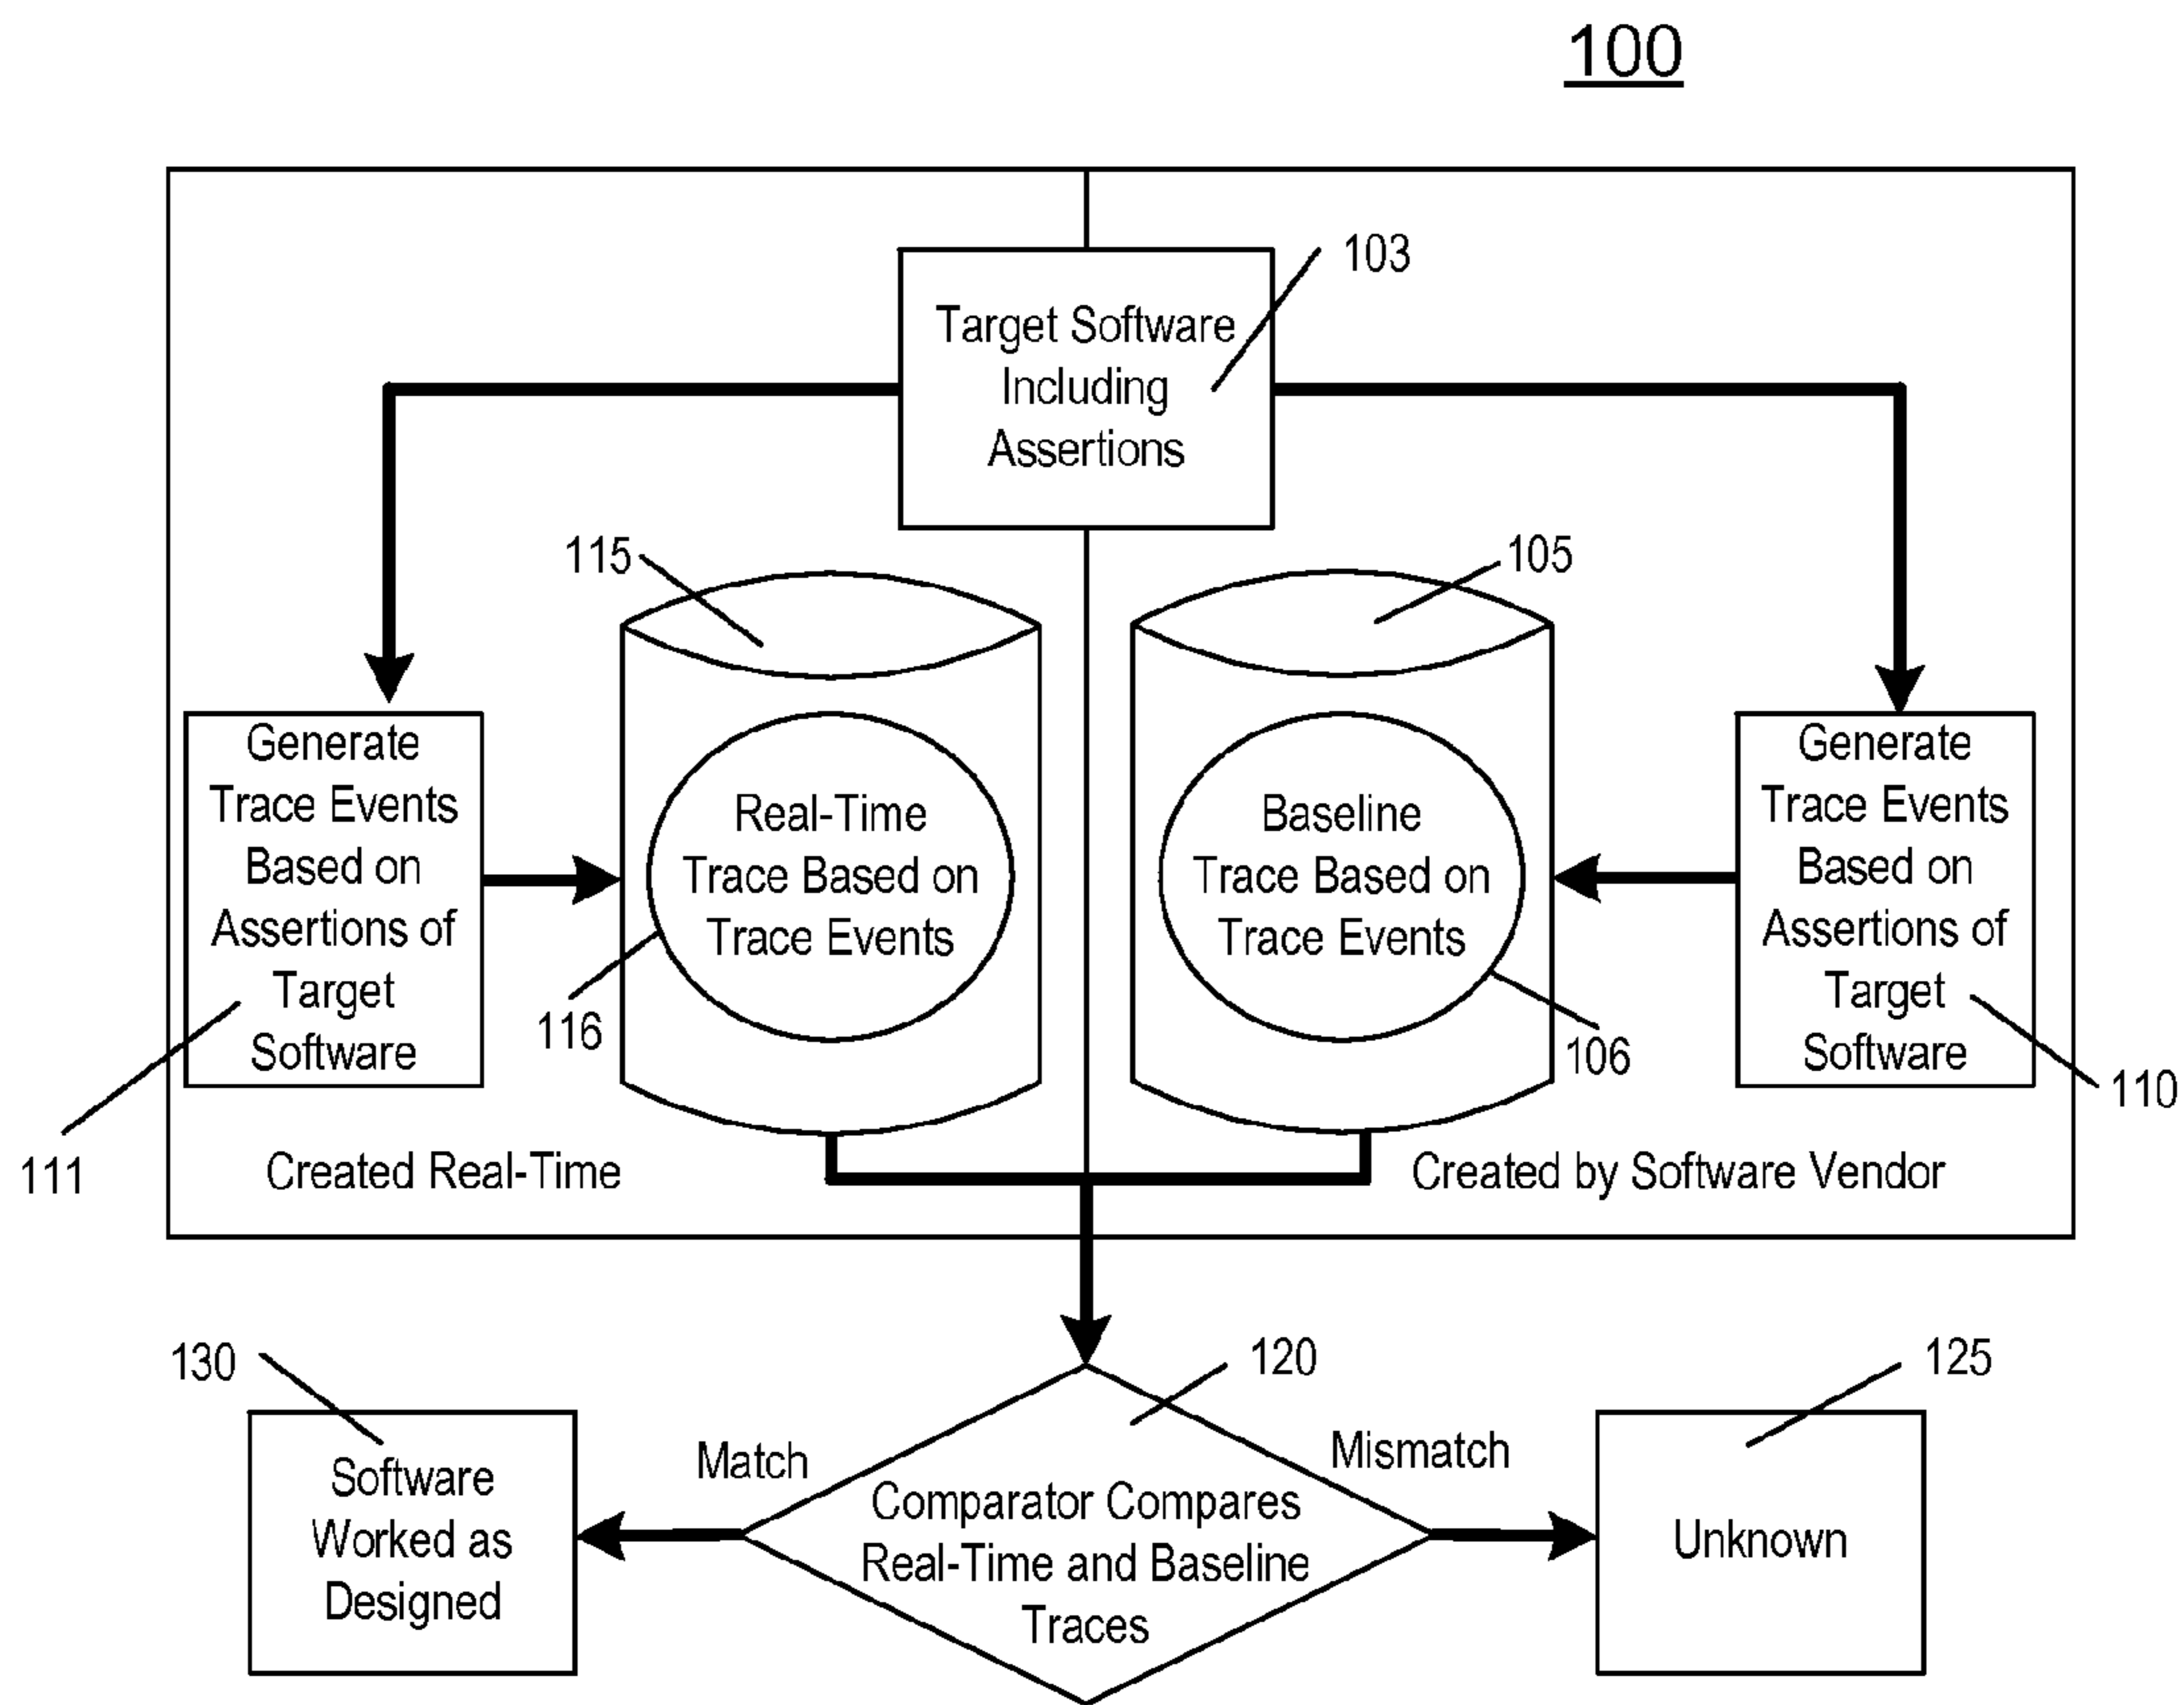 100
103
Target Software
Including
Assertions
115
105
Generate
Trace Events
Based on
Assertions of
Target
Software
Real-Time
Trace Based on
Trace Events
Baseline
Trace Based on
Trace Events
Generate
Trace Events
Based on
Assertions of
Target
Software
116
106
110
111
Created Real-Time
Created by Software Vendor
130
120
125
Match
Mismatch
Software
Worked as
Designed
Comparator Compares
Real-Time and Baseline
Traces
Unknown